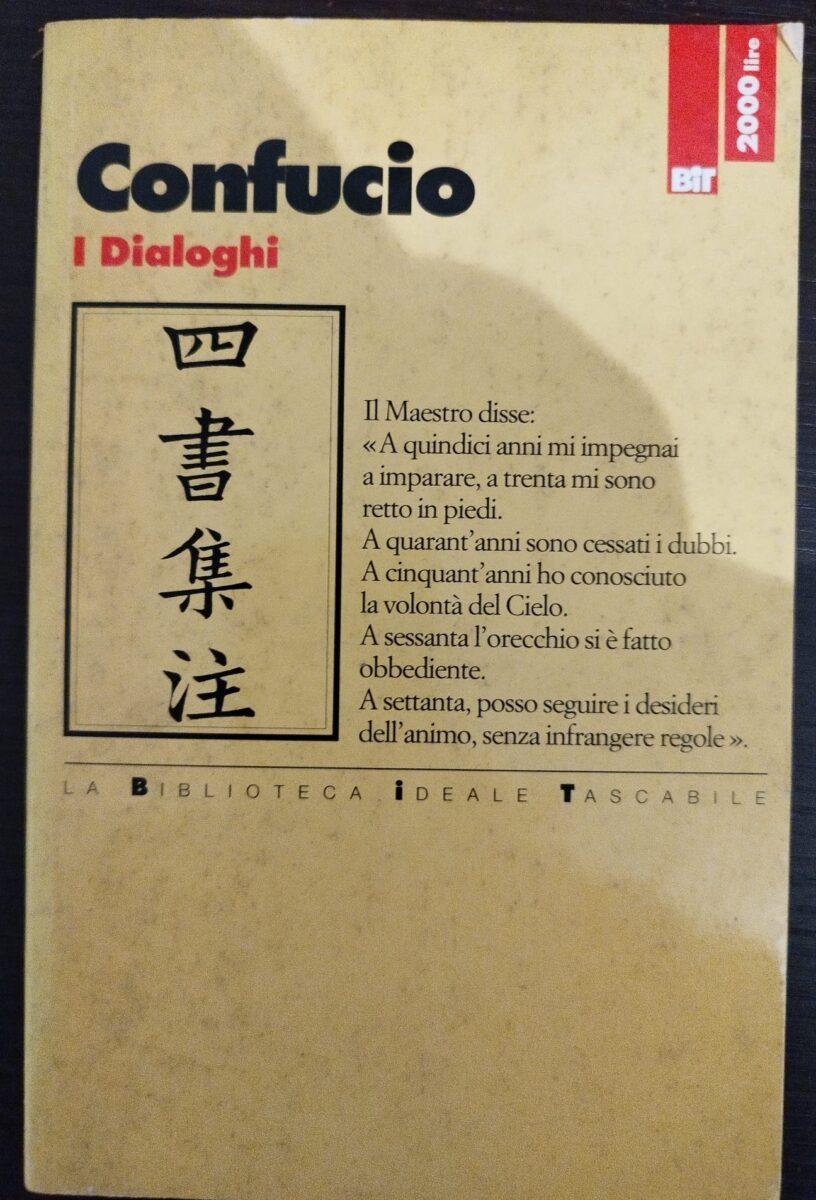 2000 lire
BIT
Confucio
I Dialoghi
四書集注
Il Maestro disse:
«A quindici anni mi impegnai
a imparare, a trenta mi sono
retto in piedi.
A quarant'anni sono cessati i dubbi.
A cinquant'anni ho conosciuto
la volontà del Cielo.
A sessanta l'orecchio si è fatto
obbediente.
A settanta, posso seguire i desideri
dell'animo, senza infrangere regole».
LA BIBLIOTECA iDEALE TASCABILE